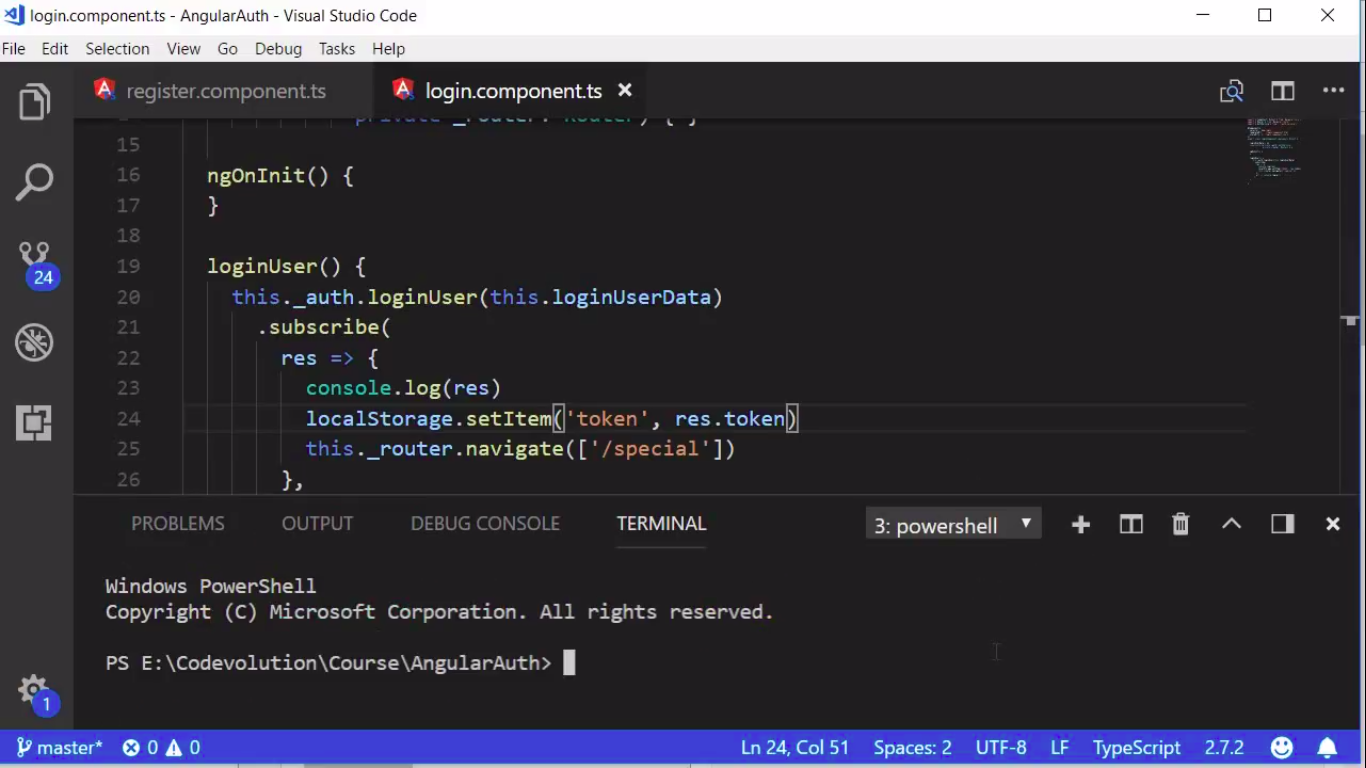 login.component.ts - AngularAuth - Visual Studio Code
File Edit Selection View Go Debug Tasks Help
register.component.ts login.component.ts
private _router: Router) { }
15
16 ngOnInit() {
17 }
18
19 loginUser() {
20 this._auth.loginUser(this.loginUserData)
21 .subscribe(
22 res => {
23 console.log(res)
24 localStorage.setItem('token', res.token)
25 this._router.navigate(['/special'])
26 },
24
PROBLEMS OUTPUT DEBUG CONSOLE TERMINAL 3: powershell
Windows PowerShell
Copyright (C) Microsoft Corporation. All rights reserved.
PS E:\Codevolution\Course\AngularAuth>
1
master* 0 0 Ln 24, Col 51 Spaces: 2 UTF-8 LF TypeScript 2.7.2